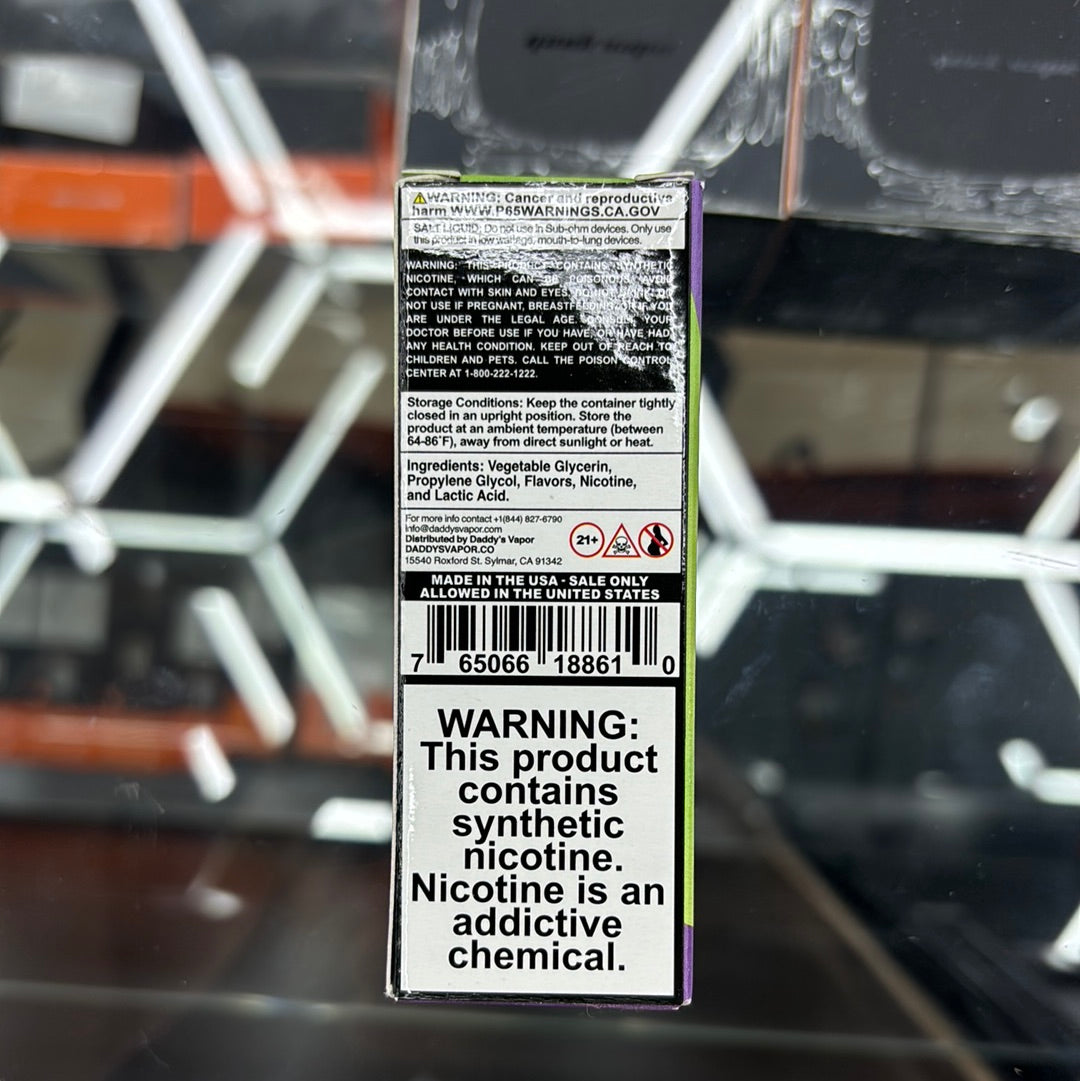 WARNING: Cancer and reproductive
harm WWW.P65WARNINGS.CA.GOV
SALT LIQUID: Do not use in Sub-ohm devices. Only use
this product in low wattage, mouth-to-lung devices.
WARNING: THIS PRODUCT CONTAINS SYNTHETIC
NICOTINE, WHICH CAN BE POISONOUS. AVOID
CONTACT WITH SKIN AND EYES. DO NOT DRINK. DO
NOT USE IF PREGNANT, BREASTFEEDING OR IF YOU
ARE UNDER THE LEGAL AGE. CONSULT YOUR
DOCTOR BEFORE USE IF YOU HAVE, OR HAVE HAD
ANY HEALTH CONDITION. KEEP OUT OF REACH TO
CHILDREN AND PETS. CALL THE POISON CONTROL
CENTER AT 1-800-222-1222.
Storage Conditions: Keep the container tightly
closed in an upright position. Store the
product at an ambient temperature (between
64-86°F), away from direct sunlight or heat.
Ingredients: Vegetable Glycerin,
Propylene Glycol, Flavors, Nicotine,
and Lactic Acid.
For more info contact +1(844) 827-6790
info@daddysvapor.com
Distributed by Daddy's Vapor
DADDYSVAPOR.CO
15540 Roxford St. Sylmar, CA 91342
21+
MADE IN THE USA - SALE ONLY
ALLOWED IN THE UNITED STATES
7 65066 18861 0
WARNING:
This product
contains
synthetic
nicotine.
Nicotine is an
addictive
chemical.